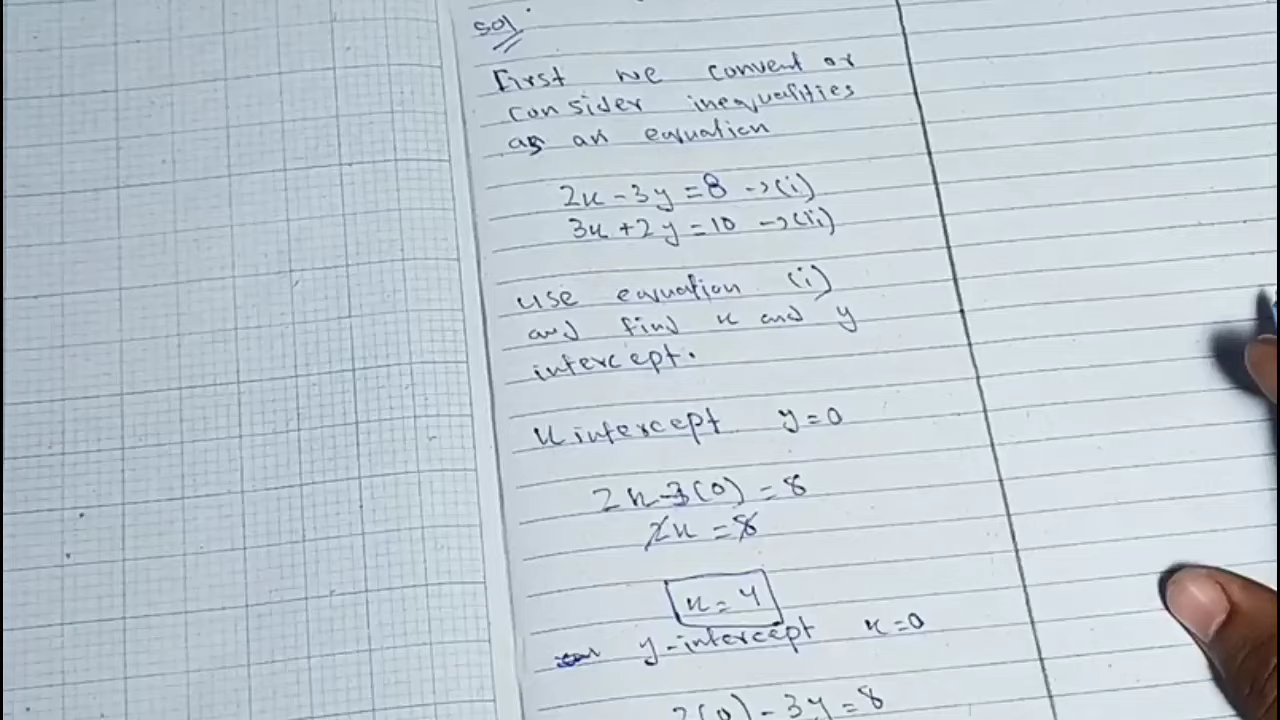 Sol.
First we convent or
consider inequalities
as an equation
2x - 3y = 8 → (i)
3x + 2y = 10 → (ii)
use equation (i)
and find x and y
intercept.
x intercept y = 0
2x - 3(0) = 8
2x = 8
x = 4
y-intercept x = 0
2(0) - 3y = 8